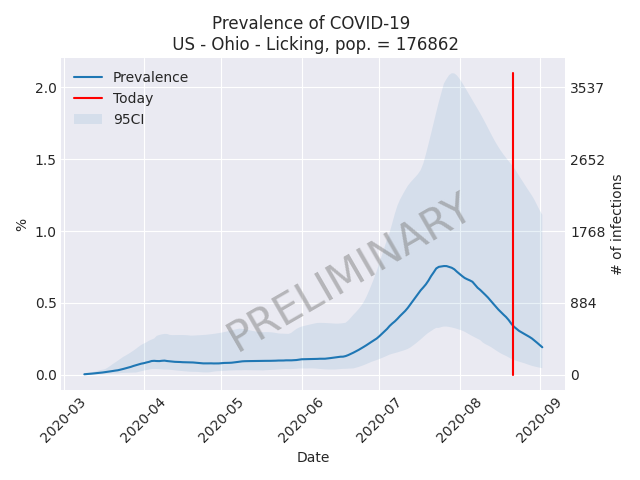 Prevalence of COVID-19
US - Ohio - Licking, pop. = 176862
Prevalence
Today
95CI
2.0
1.5
1.0
0.5
0.0
%
3537
2652
1768
884
0
# of infections
PRELIMINARY
2020-03
2020-04
2020-05
2020-06
2020-07
2020-08
2020-09
Date